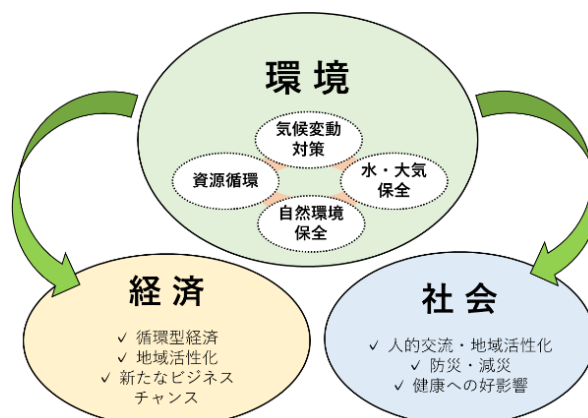 環境
気候変動
対策
資源循環
水・大気
保全
自然環境
保全
経済
✓ 循環型経済
✓ 地域活性化
✓ 新たなビジネス
チャンス
社会
✓ 人的交流・地域活性化
✓ 防災・減災
✓ 健康への好影響